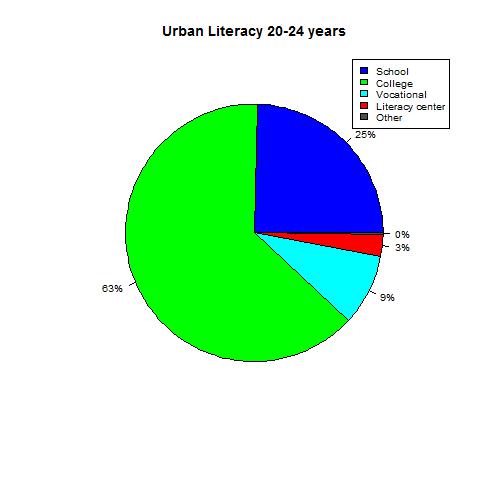 Urban Literacy 20-24 years
School
College
Vocational
Literacy center
Other
25%
0%
3%
63%
9%